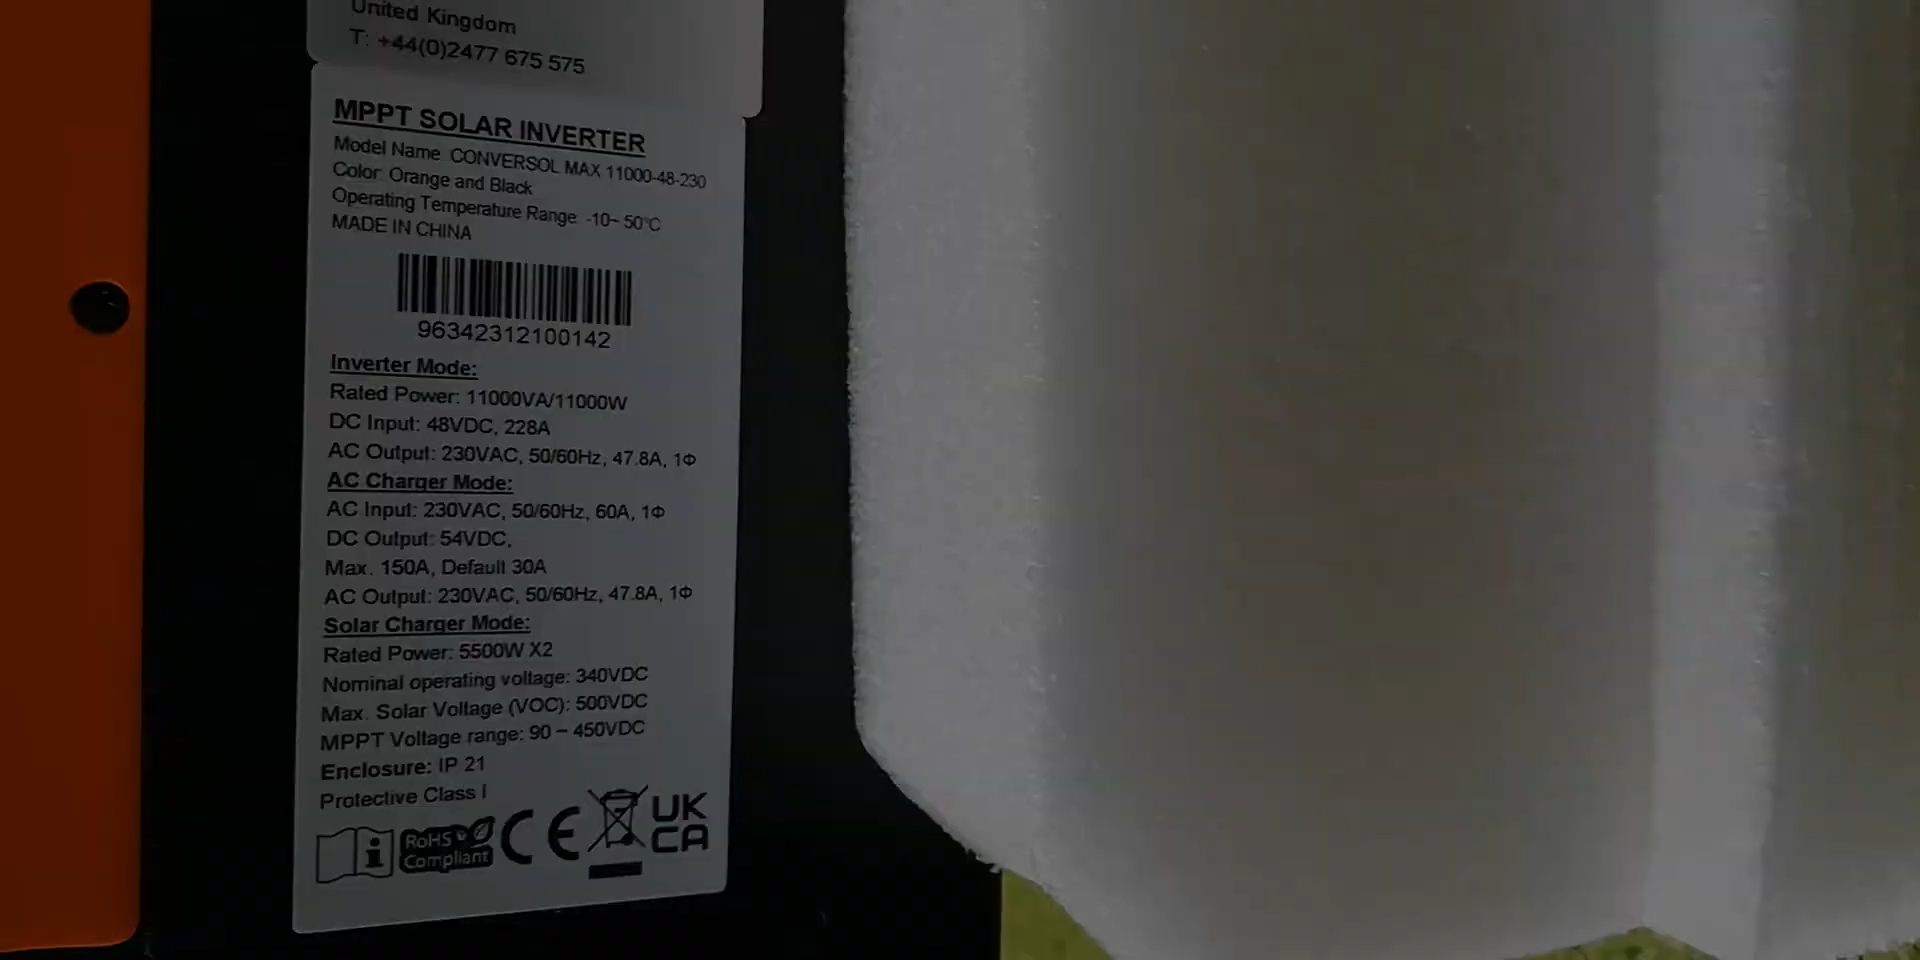 United Kingdom
T: +44(0)2477 675 575
MPPT SOLAR INVERTER
Model Name: CONVERSOL MAX 11000-48-230
Color: Orange and Black
Operating Temperature Range: -10~ 50℃
MADE IN CHINA
96342312100142
Inverter Mode:
Rated Power: 11000VA/11000W
DC Input: 48VDC, 228A
AC Output: 230VAC, 50/60Hz, 47.8A, 1Φ
AC Charger Mode:
AC Input: 230VAC, 50/60Hz, 60A, 1Φ
DC Output: 54VDC,
Max. 150A, Defaull 30A
AC Output: 230VAC, 50/60Hz, 47.8A, 1Φ
Solar Charger Mode:
Rated Power: 5500W X2
Nominal operating voltage: 340VDC
Max. Solar Voltage (VOC): 500VDC
MPPT Voltage range: 90 ~ 450VDC
Enclosure: IP 21
Protective Class I
RoHS
Compliant
CE
UK
CA